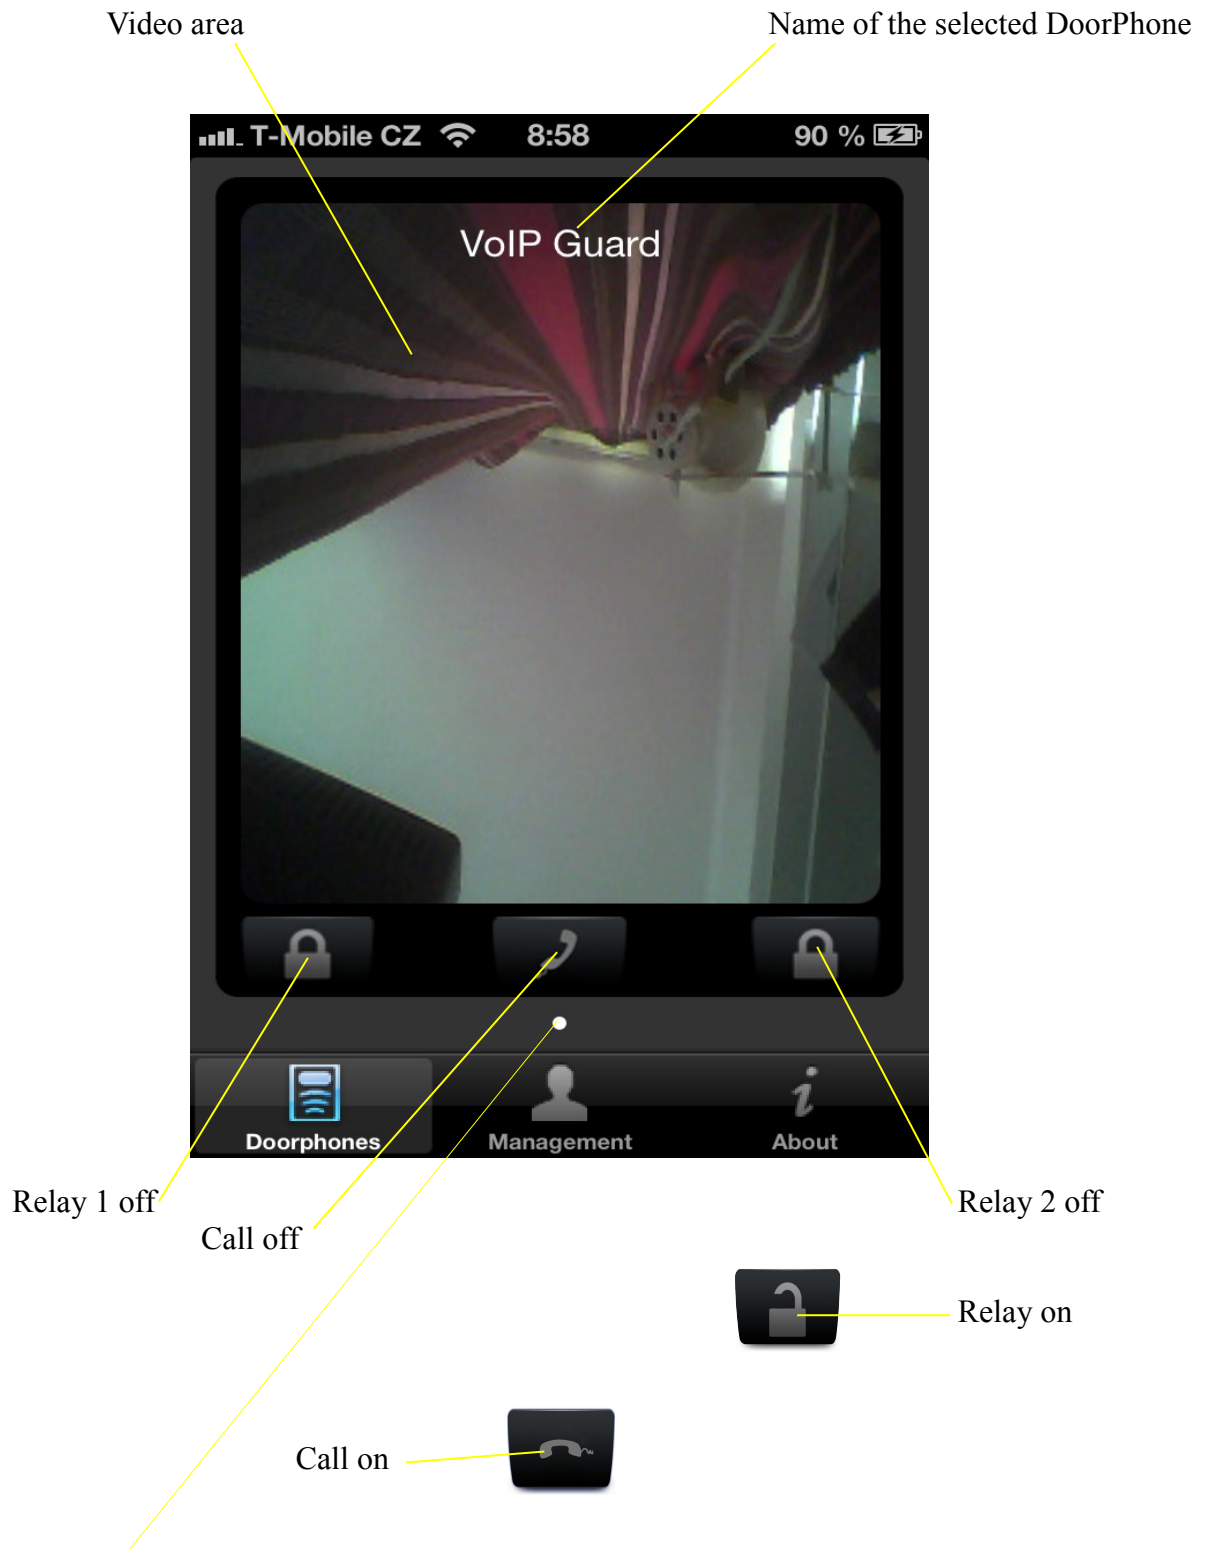 Video area
Name of the selected DoorPhone
T-Mobile CZ 8:58 90 %
VoIP Guard
Doorphones Management About
Relay 1 off
Relay 2 off
Call off
Relay on
Call on